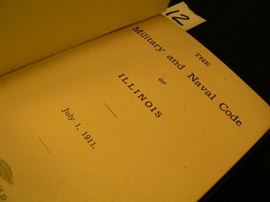 12
THE
Military and Naval Code
OF
ILLINOIS
July 1, 1911.